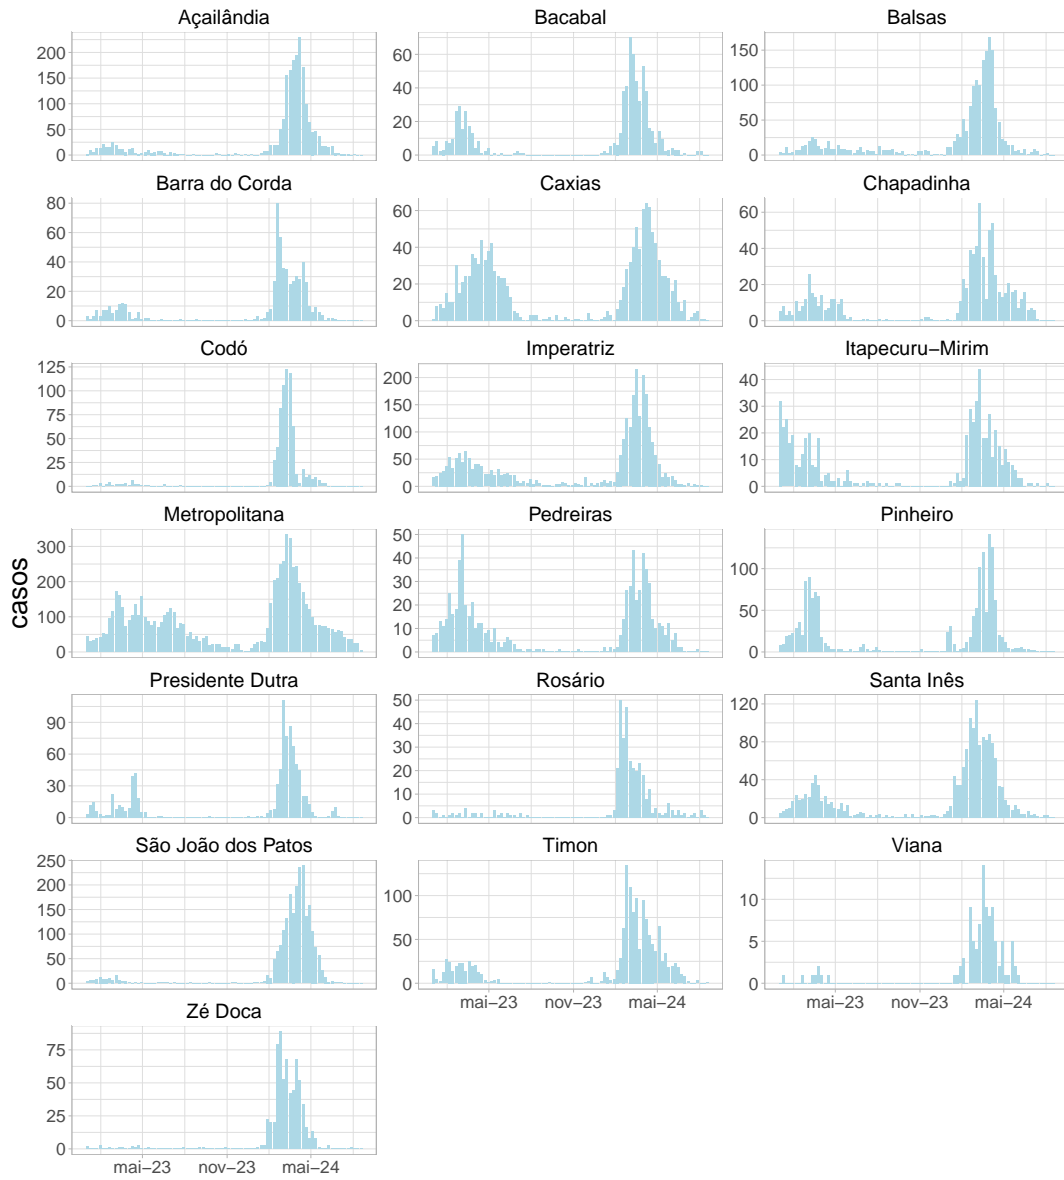 Açailândia Bacabal Balsas
200 60 150
150 40 100
100 20 50
50 0 0
0
Barra do Corda Caxias Chapadinha
80 60 60
60 40 40
40 20 20
20 0 0
0
Codó Imperatriz Itapecuru−Mirim
125 200 40
100 150 30
75 100 20
50 50 10
25 0 0
0
Metropolitana Pedreiras Pinheiro
300 50 100
200 40 50
100 30 0
0 20
10
0
casos
Presidente Dutra Rosário Santa Inês
90 50 120
60 40 80
30 30 40
0 20 0
10
0
São João dos Patos Timon Viana
250 100 10
200 50 5
150 0 0
100
50
0
mai−23 nov−23 mai−24 mai−23 nov−23 mai−24
Zé Doca
75
50
25
0
mai−23 nov−23 mai−24